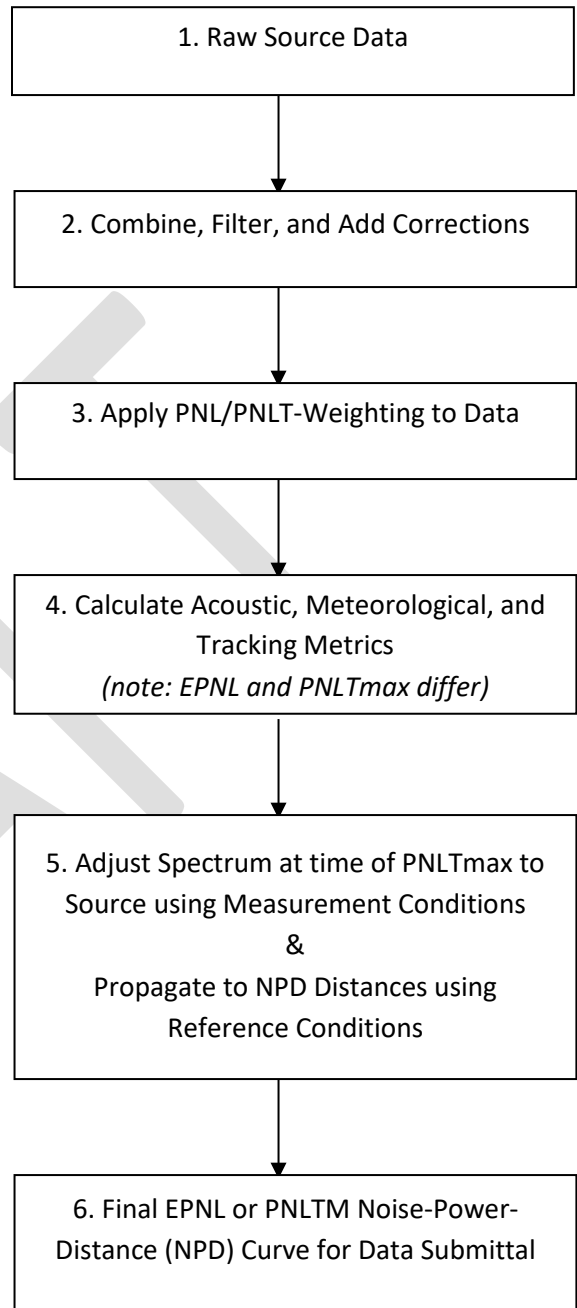 1. Raw Source Data
2. Combine, Filter, and Add Corrections
3. Apply PNL/PNLT-Weighting to Data
4. Calculate Acoustic, Meteorological, and
Tracking Metrics
(note: EPNL and PNLTmax differ)
5. Adjust Spectrum at time of PNLTmax to
Source using Measurement Conditions
&
Propagate to NPD Distances using
Reference Conditions
6. Final EPNL or PNLTM Noise-Power-
Distance (NPD) Curve for Data Submittal